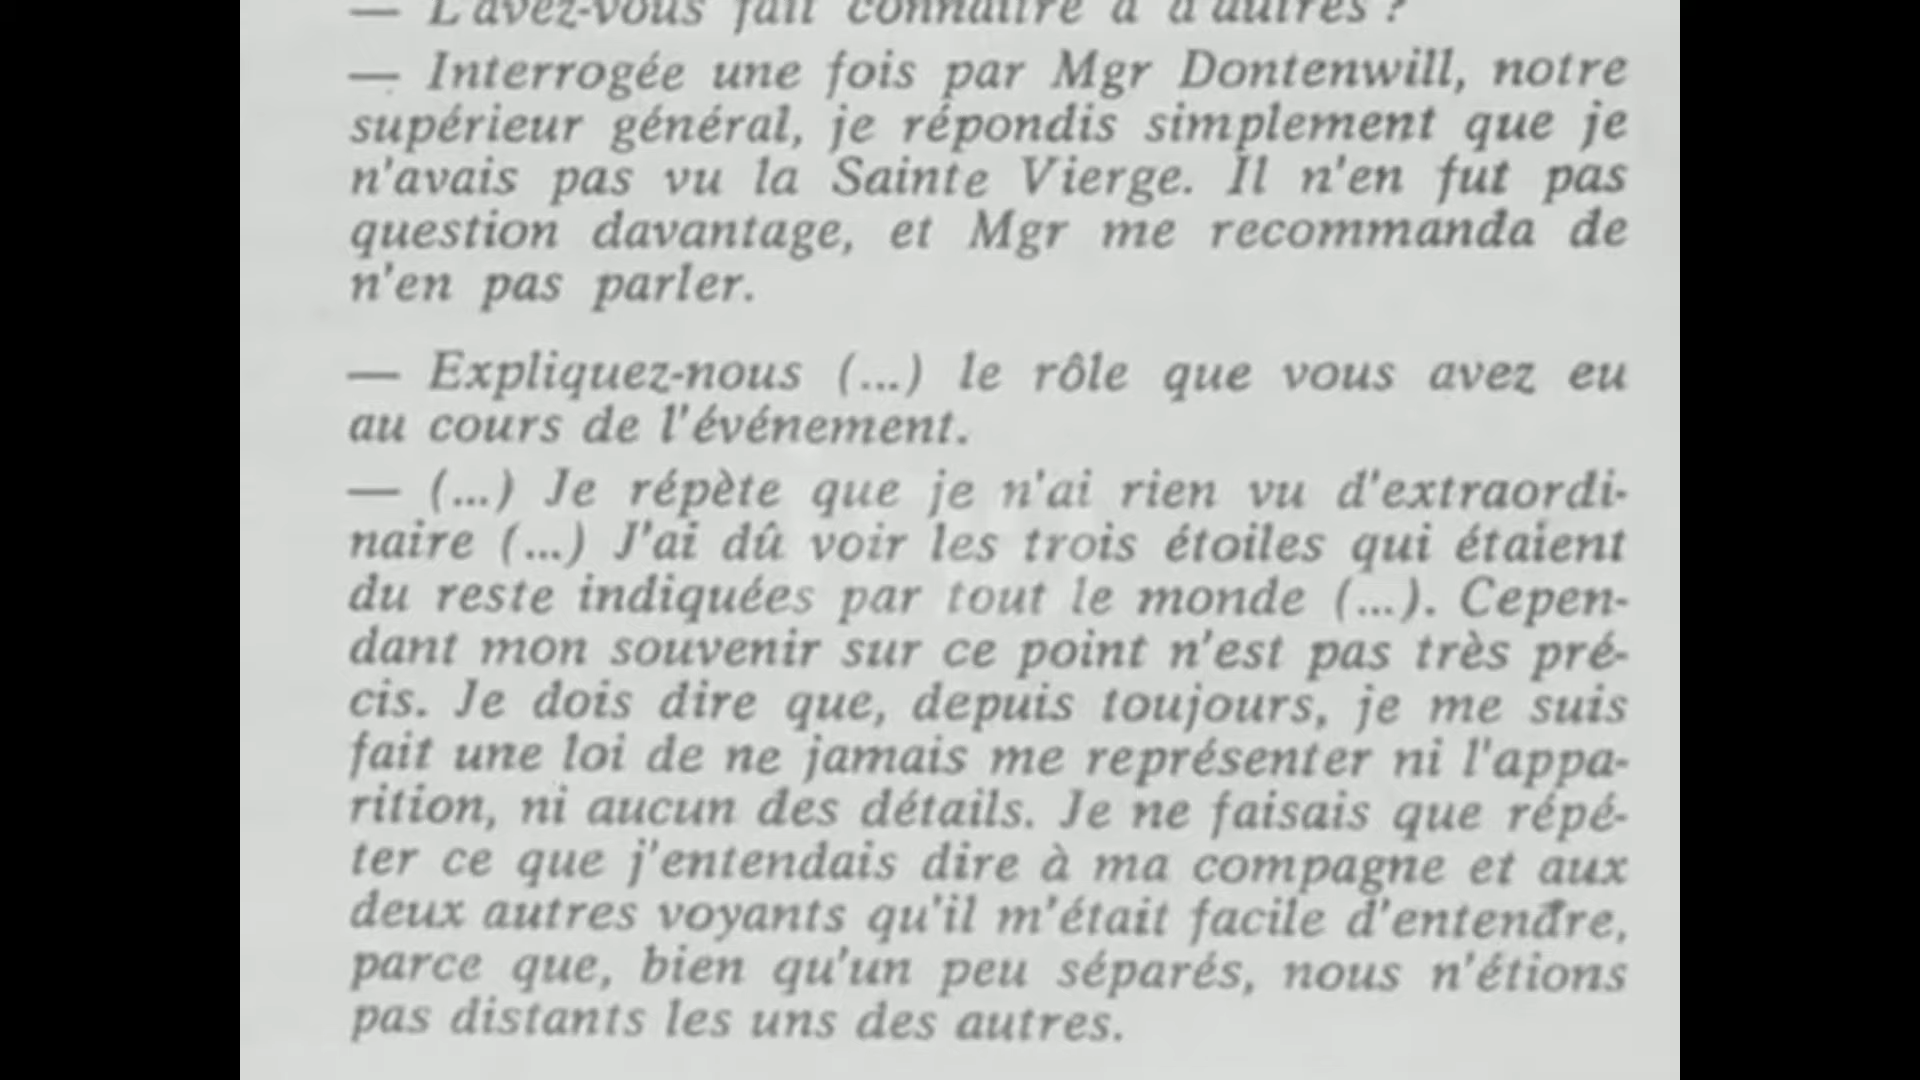 — L'avez-vous fait connaître à d'autres ?
— Interrogée une fois par Mgr Dontenwill, notre
supérieur général, je répondis simplement que je
n'avais pas vu la Sainte Vierge. Il n'en fut pas
question davantage, et Mgr me recommanda de
n'en pas parler.
— Expliquez-nous (...) le rôle que vous avez eu
au cours de l'événement.
— (...) Je répète que je n'ai rien vu d'extraordi-
naire (...) J'ai dû voir les trois étoiles qui étaient
du reste indiquées par tout le monde (...). Cepen-
dant mon souvenir sur ce point n'est pas très pré-
cis. Je dois dire que, depuis toujours, je me suis
fait une loi de ne jamais me représenter ni l'appa-
rition, ni aucun des détails. Je ne faisais que répé-
ter ce que j'entendais dire à ma compagne et aux
deux autres voyants qu'il m'était facile d'entendre,
parce que, bien qu'un peu séparés, nous n'étions
pas distants les uns des autres.